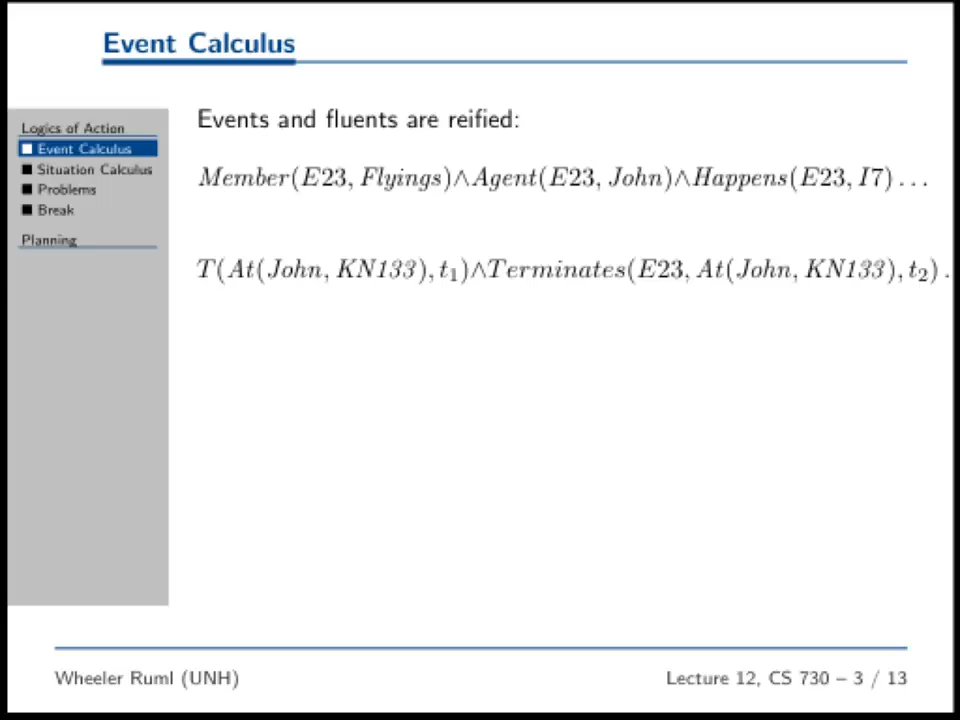 Event Calculus
Logics of Action
■ Event Calculus
■ Situation Calculus
■ Problems
■ Break
Planning
Events and fluents are reified:
Member(E23, Flyings)∧Agent(E23, John)∧Happens(E23, I7) . . .
T(At(John, KN133), t₁)∧Terminates(E23, At(John, KN133), t₂) .
Wheeler Ruml (UNH)
Lecture 12, CS 730 – 3 / 13